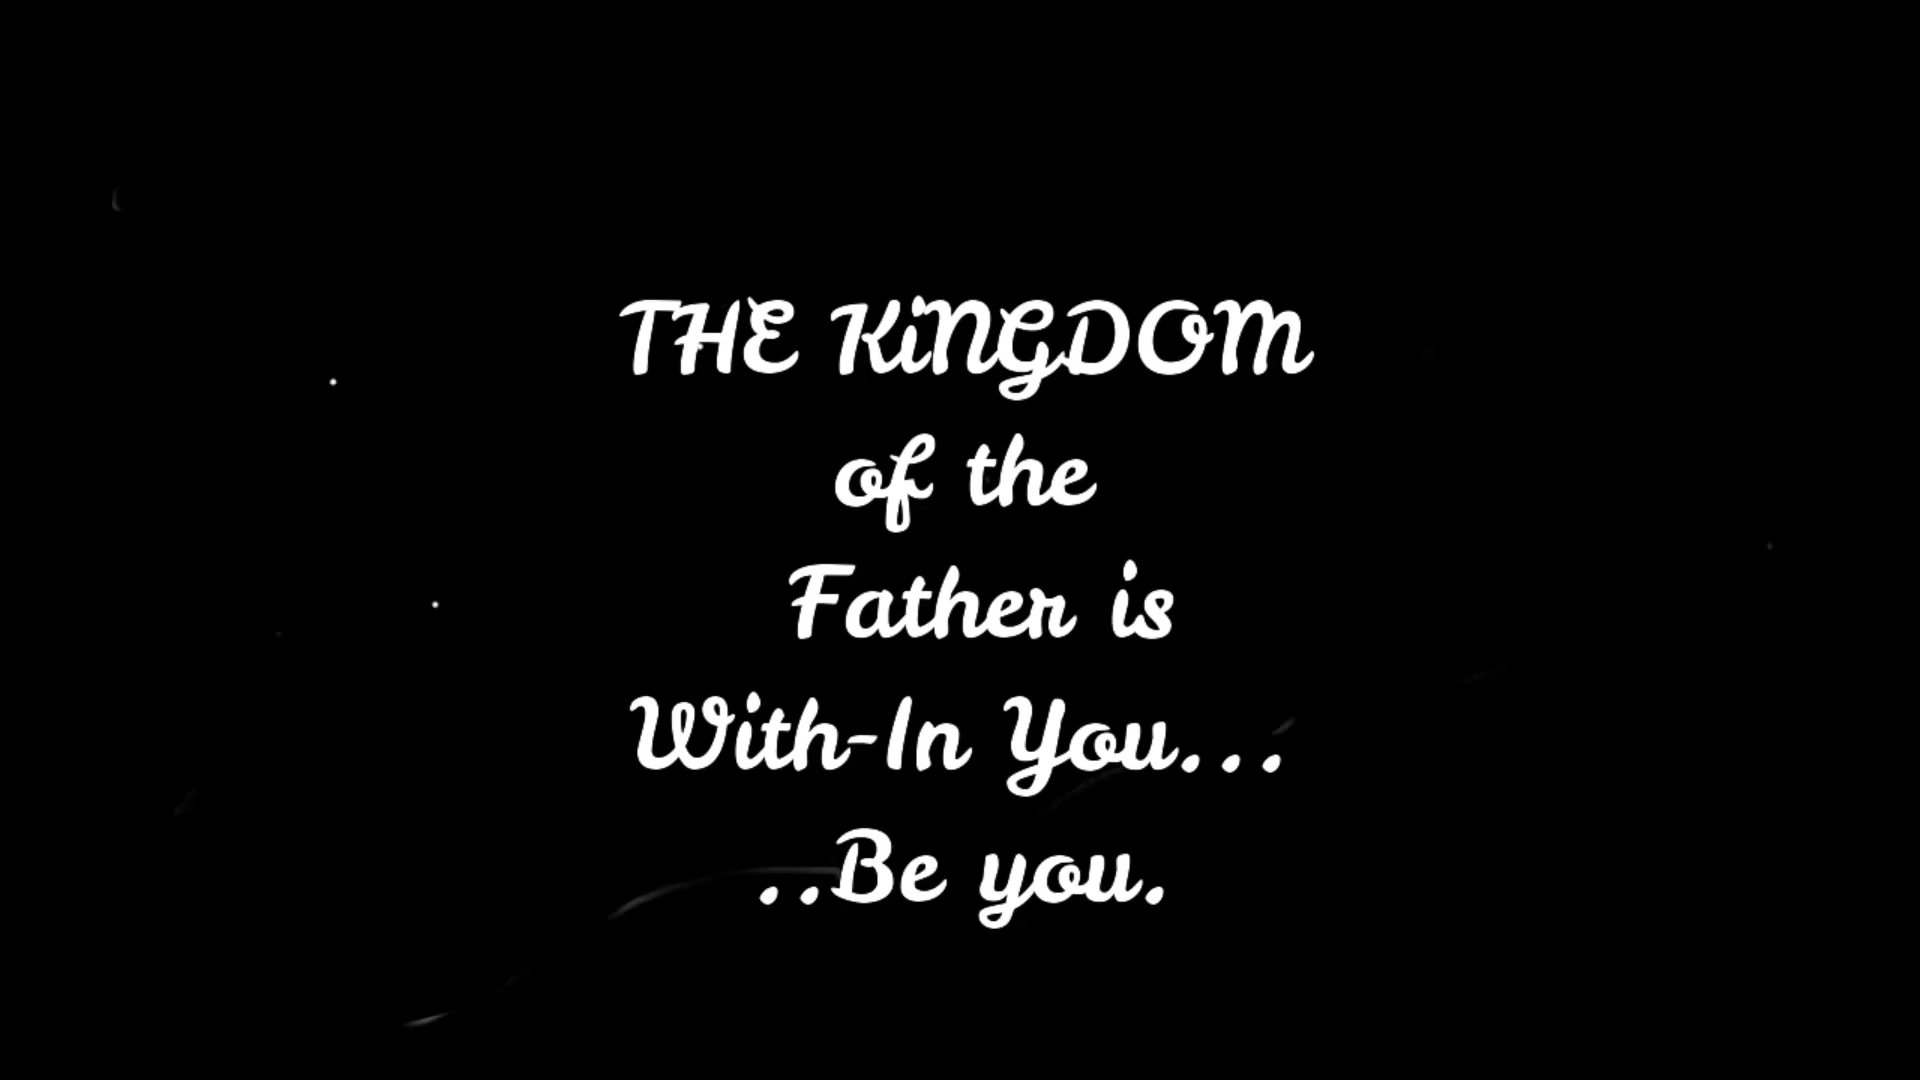 THE KiNGDOM
of the
Father is
With-In You...
..Be you.